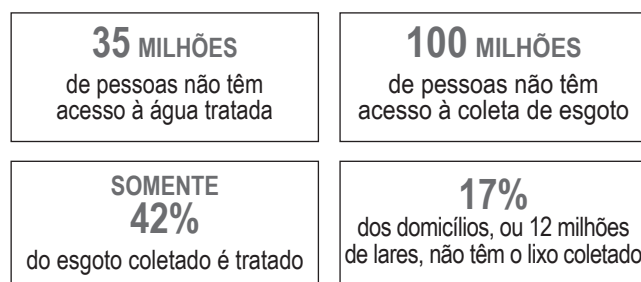 35 MILHÕES
de pessoas não têm
acesso à água tratada
100 MILHÕES
de pessoas não têm
acesso à coleta de esgoto
SOMENTE
42%
do esgoto coletado é tratado
17%
dos domicílios, ou 12 milhões
de lares, não têm o lixo coletado